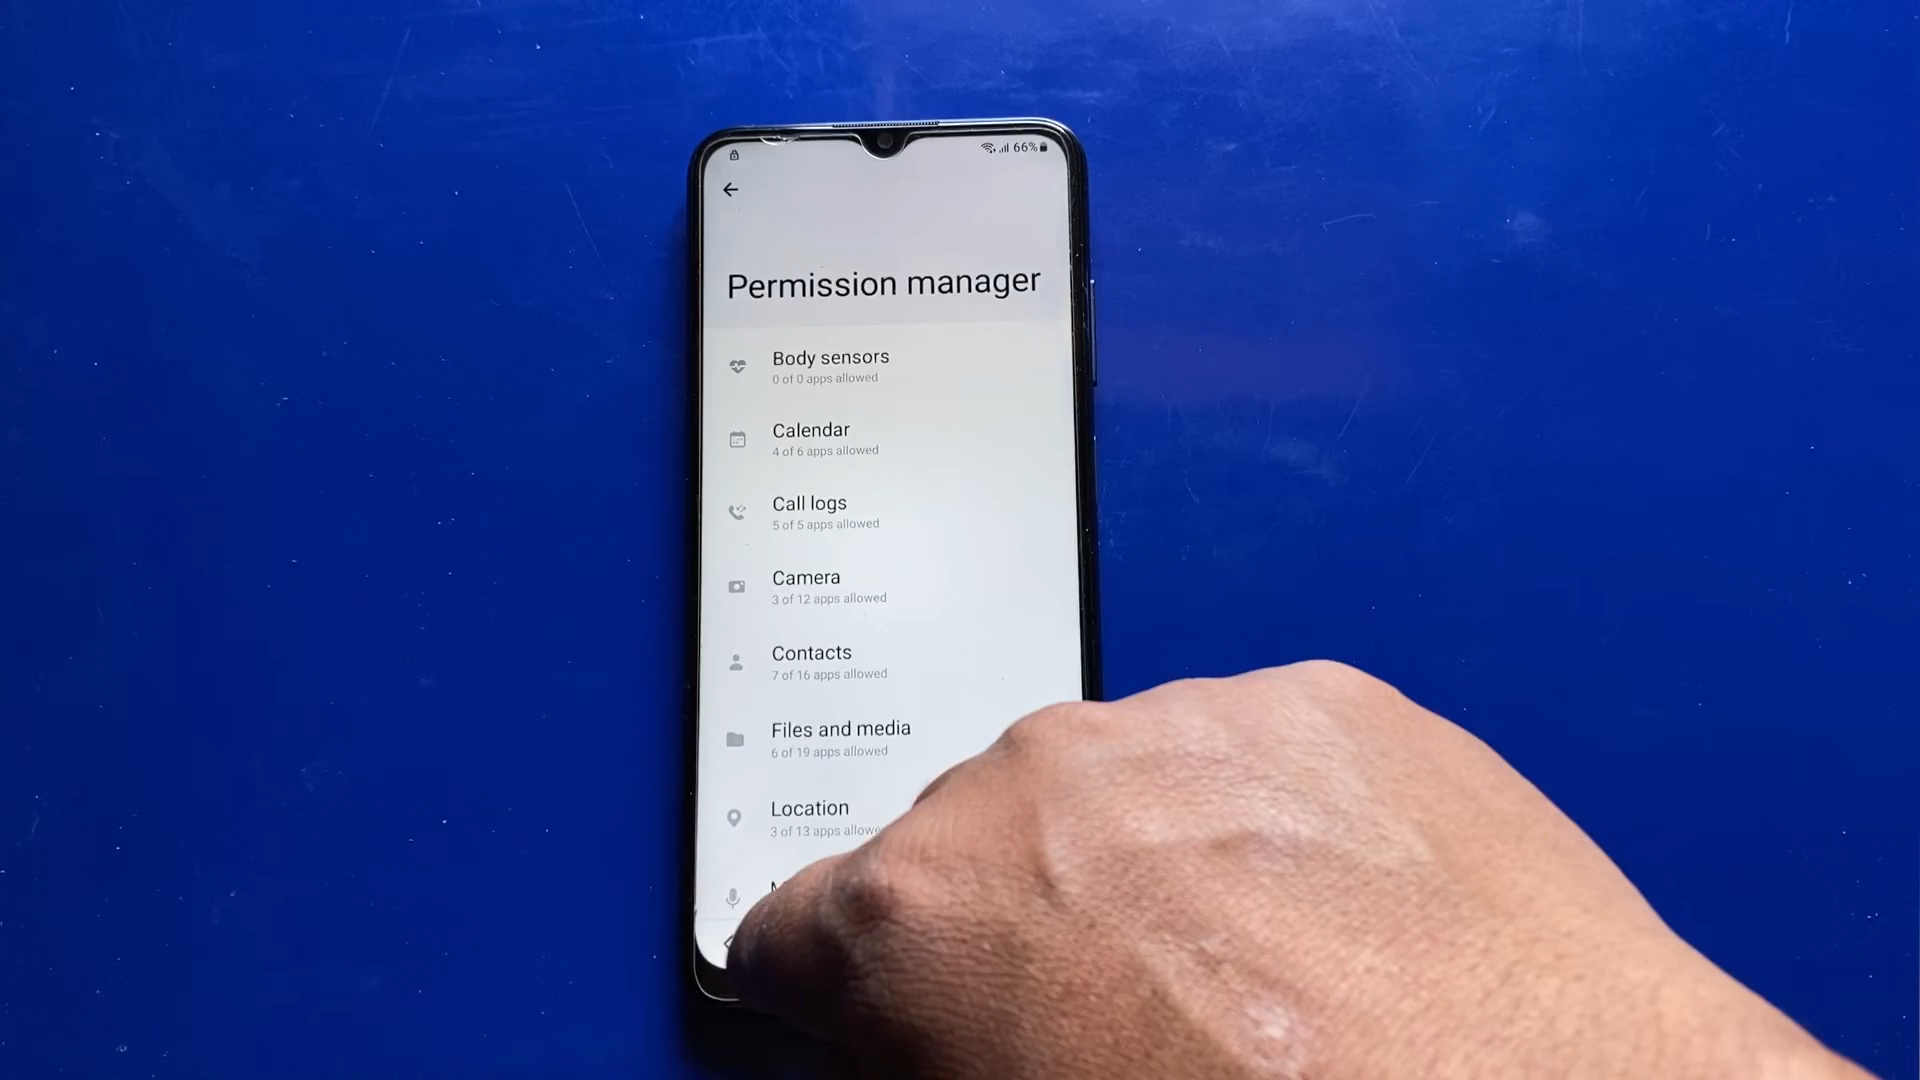 66%
Permission manager
Body sensors
0 of 0 apps allowed
Calendar
4 of 6 apps allowed
Call logs
5 of 5 apps allowed
Camera
3 of 12 apps allowed
Contacts
7 of 16 apps allowed
Files and media
6 of 19 apps allowed
Location
3 of 13 apps allowe